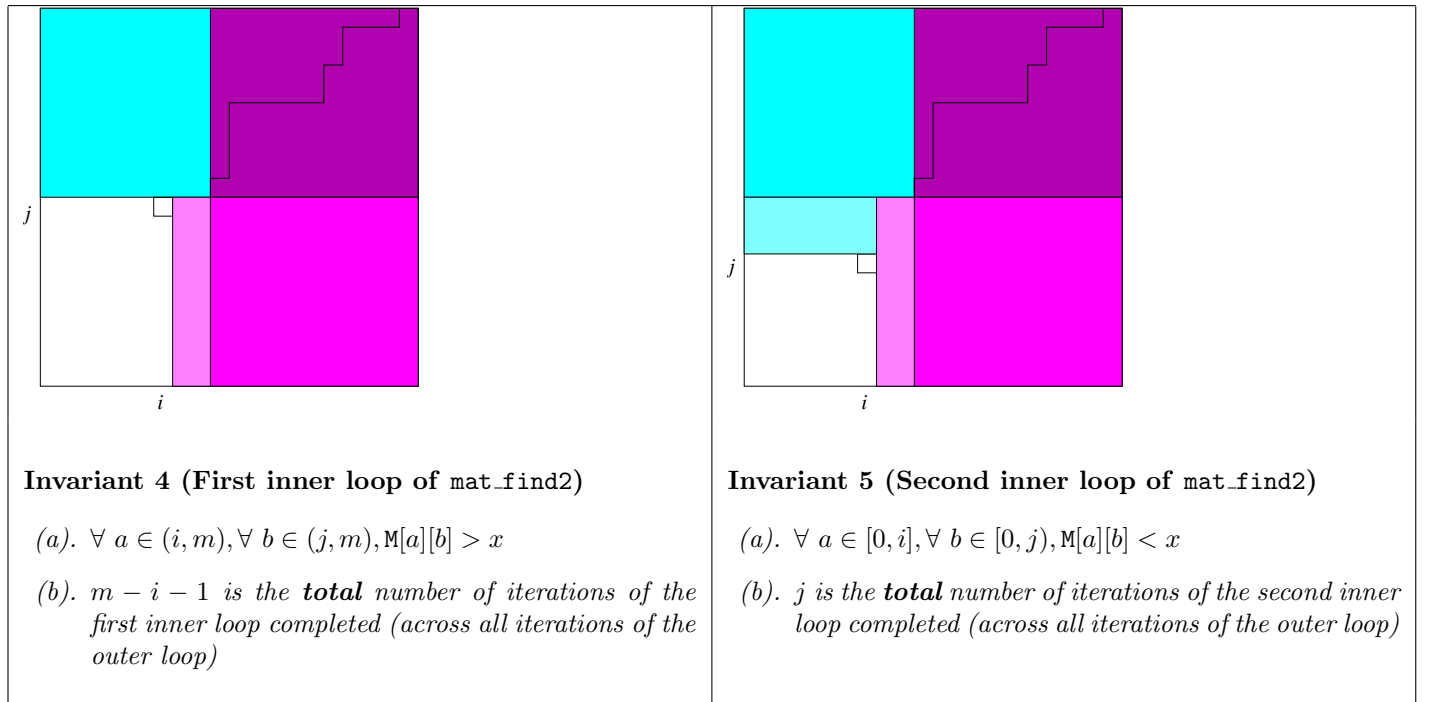 j
i
Invariant 4 (First inner loop of mat_find2)
(a). ∀ a ∈ (i, m), ∀ b ∈ (j, m), M[a][b] > x
(b). m − i − 1 is the total number of iterations of the
first inner loop completed (across all iterations of the
outer loop)
j
i
Invariant 5 (Second inner loop of mat_find2)
(a). ∀ a ∈ [0, i], ∀ b ∈ [0, j), M[a][b] < x
(b). j is the total number of iterations of the second inner
loop completed (across all iterations of the outer loop)